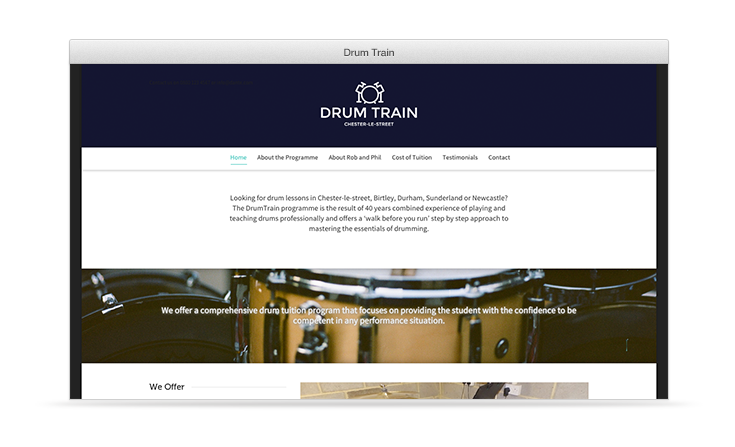 Drum Train
DRUM TRAIN
CHESTER-LE-STREET
Home About the Programme About Rob and Phil Cost of Tuition Testimonials Contact
Looking for drum lessons in Chester-le-street, Birtley, Durham, Sunderland or Newcastle?
The DrumTrain programme is the result of 40 years combined experience of playing and
teaching drums professionally and offers a 'walk before you run' step by step approach to
mastering the essentials of drumming.
We offer a comprehensive drum tuition program that focuses on providing the student with the confidence to be
competent in any performance situation.
We Offer